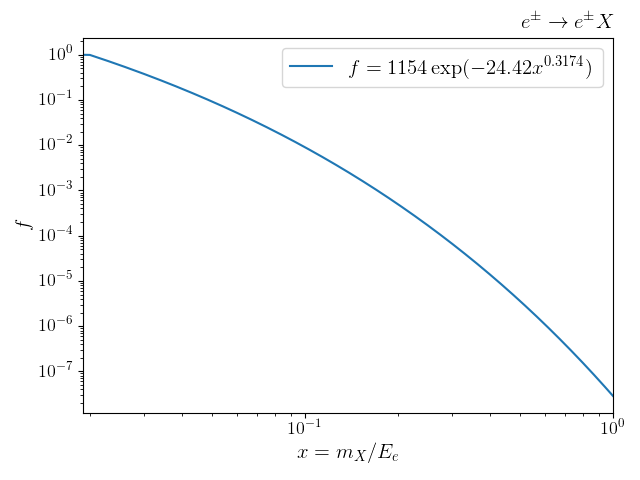 e^± → e^± X
f = 1154 exp(−24.42x^0.3174)
10^0
10^−1
10^−2
10^−3
10^−4
10^−5
10^−6
10^−7
f
10^−1
10^0
x = m_X/E_e